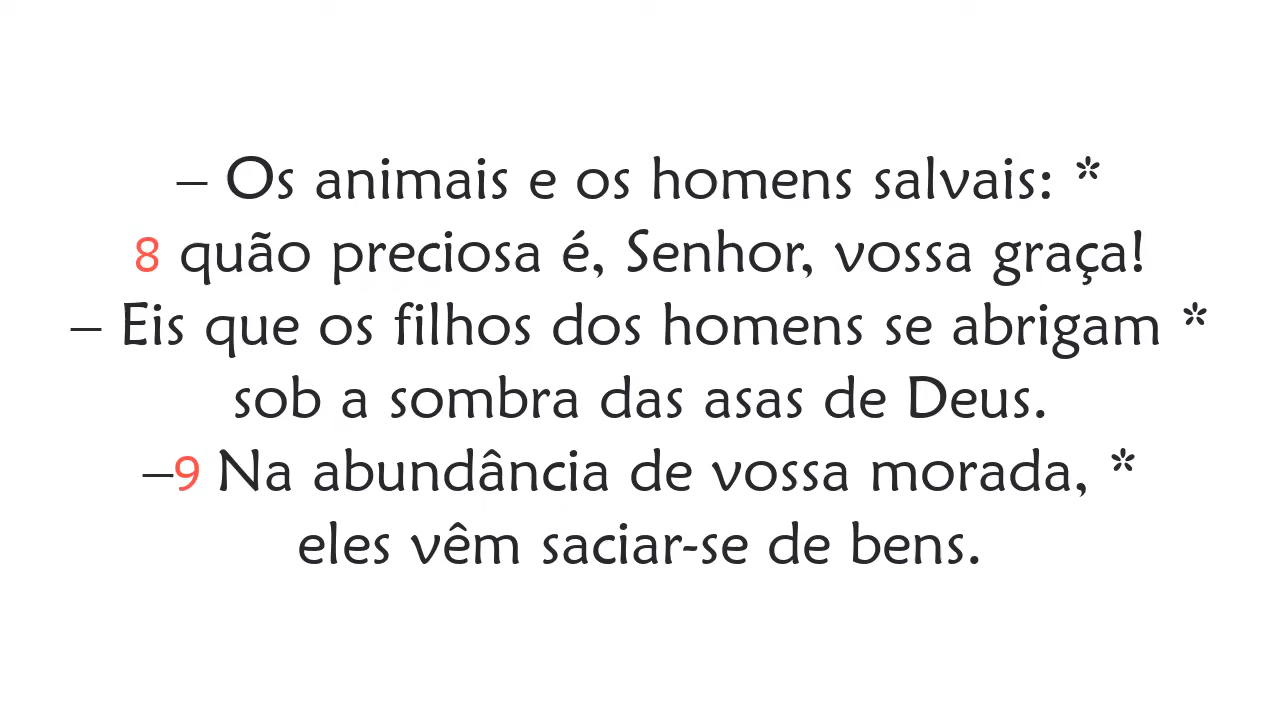 – Os animais e os homens salvais: *
8 quão preciosa é, Senhor, vossa graça!
– Eis que os filhos dos homens se abrigam *
sob a sombra das asas de Deus.
–9 Na abundância de vossa morada, *
eles vêm saciar-se de bens.